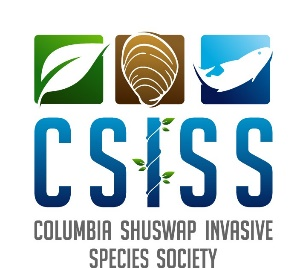 CSISS
COLUMBIA SHUSWAP INVASIVE
SPECIES SOCIETY